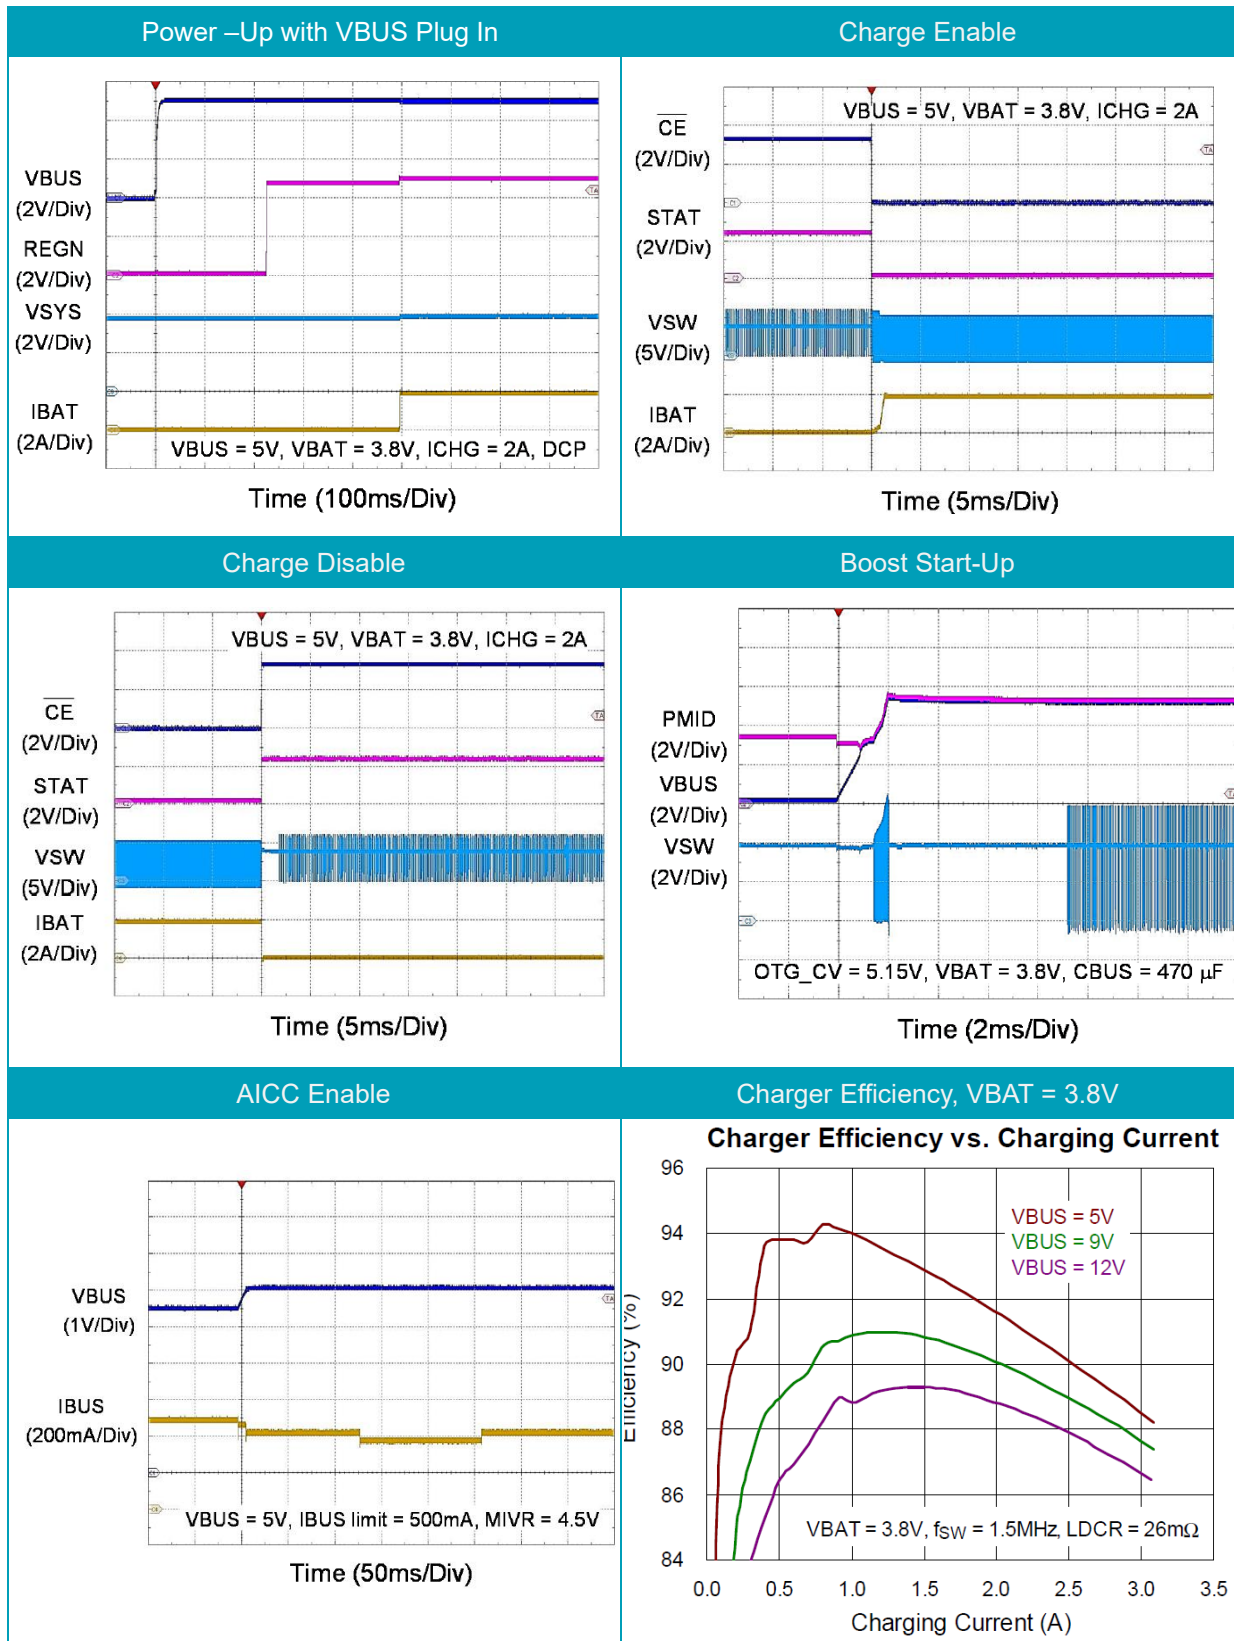 Power –Up with VBUS Plug In
VBUS
(2V/Div)
REGN
(2V/Div)
VSYS
(2V/Div)
IBAT
(2A/Div)
VBUS = 5V, VBAT = 3.8V, ICHG = 2A, DCP
Time (100ms/Div)
Charge Enable
VBUS = 5V, VBAT = 3.8V, ICHG = 2A
CE
(2V/Div)
STAT
(2V/Div)
VSW
(5V/Div)
IBAT
(2A/Div)
Time (5ms/Div)
Charge Disable
VBUS = 5V, VBAT = 3.8V, ICHG = 2A
CE
(2V/Div)
STAT
(2V/Div)
VSW
(5V/Div)
IBAT
(2A/Div)
Time (5ms/Div)
Boost Start-Up
PMID
(2V/Div)
VBUS
(2V/Div)
VSW
(2V/Div)
OTG_CV = 5.15V, VBAT = 3.8V, CBUS = 470 μF
Time (2ms/Div)
AICC Enable
VBUS
(1V/Div)
IBUS
(200mA/Div)
VBUS = 5V, IBUS limit = 500mA, MIVR = 4.5V
Time (50ms/Div)
Charger Efficiency, VBAT = 3.8V
Charger Efficiency vs. Charging Current
96
94
92
90
88
86
84
Efficiency (%)
VBUS = 5V
VBUS = 9V
VBUS = 12V
VBAT = 3.8V, fSW = 1.5MHz, LDCR = 26mΩ
0.0 0.5 1.0 1.5 2.0 2.5 3.0 3.5
Charging Current (A)